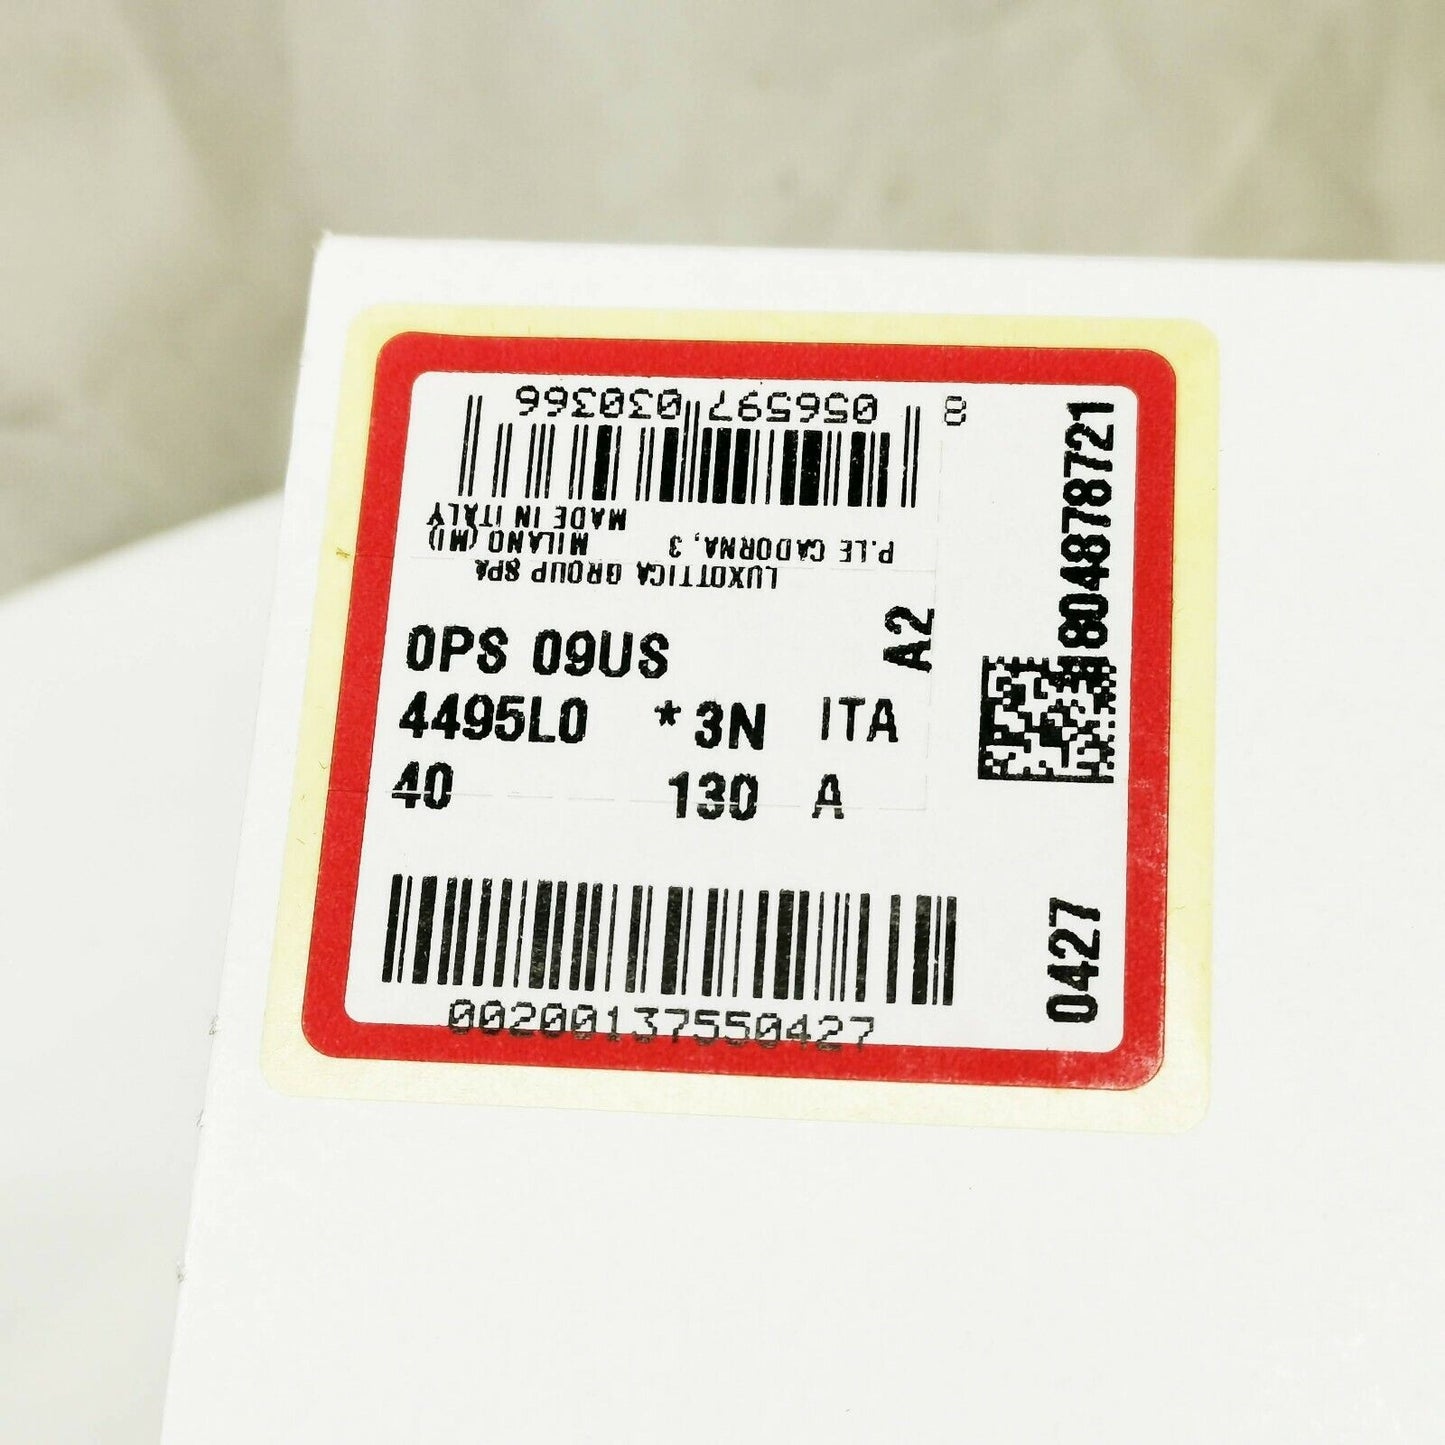 8 056597 030366
LUXOTTICA GROUP SPA
P.LE CADORNA, 3 MILANO (MI)
MADE IN ITALY
0PS 09US
A2
4495L0 *3N ITA
40 130 A
00200137550427
804878721
0427